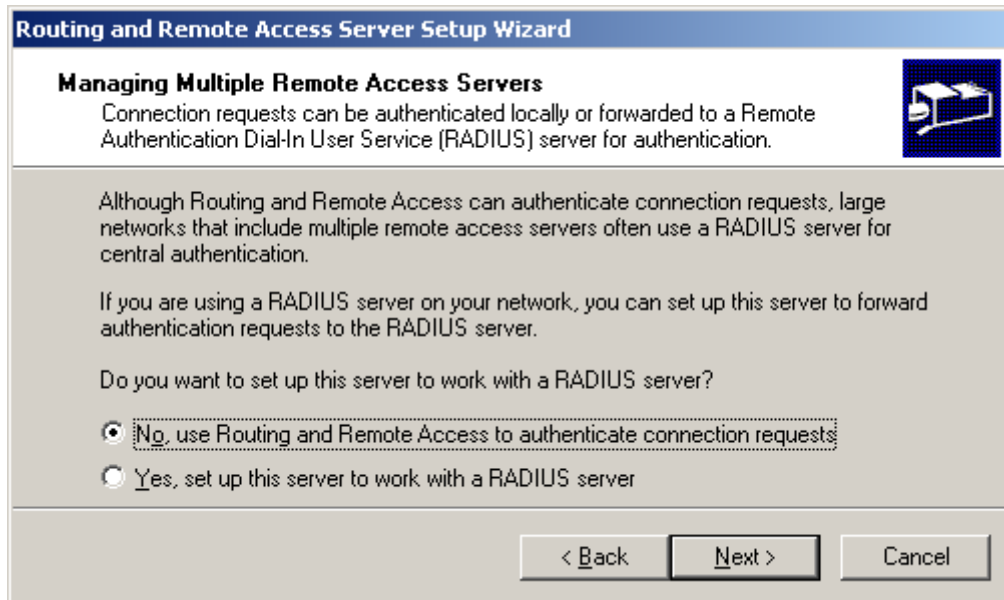 Routing and Remote Access Server Setup Wizard
Managing Multiple Remote Access Servers
Connection requests can be authenticated locally or forwarded to a Remote
Authentication Dial-In User Service (RADIUS) server for authentication.
Although Routing and Remote Access can authenticate connection requests, large
networks that include multiple remote access servers often use a RADIUS server for
central authentication.
If you are using a RADIUS server on your network, you can set up this server to forward
authentication requests to the RADIUS server.
Do you want to set up this server to work with a RADIUS server?
No, use Routing and Remote Access to authenticate connection requests
Yes, set up this server to work with a RADIUS server
< Back Next > Cancel